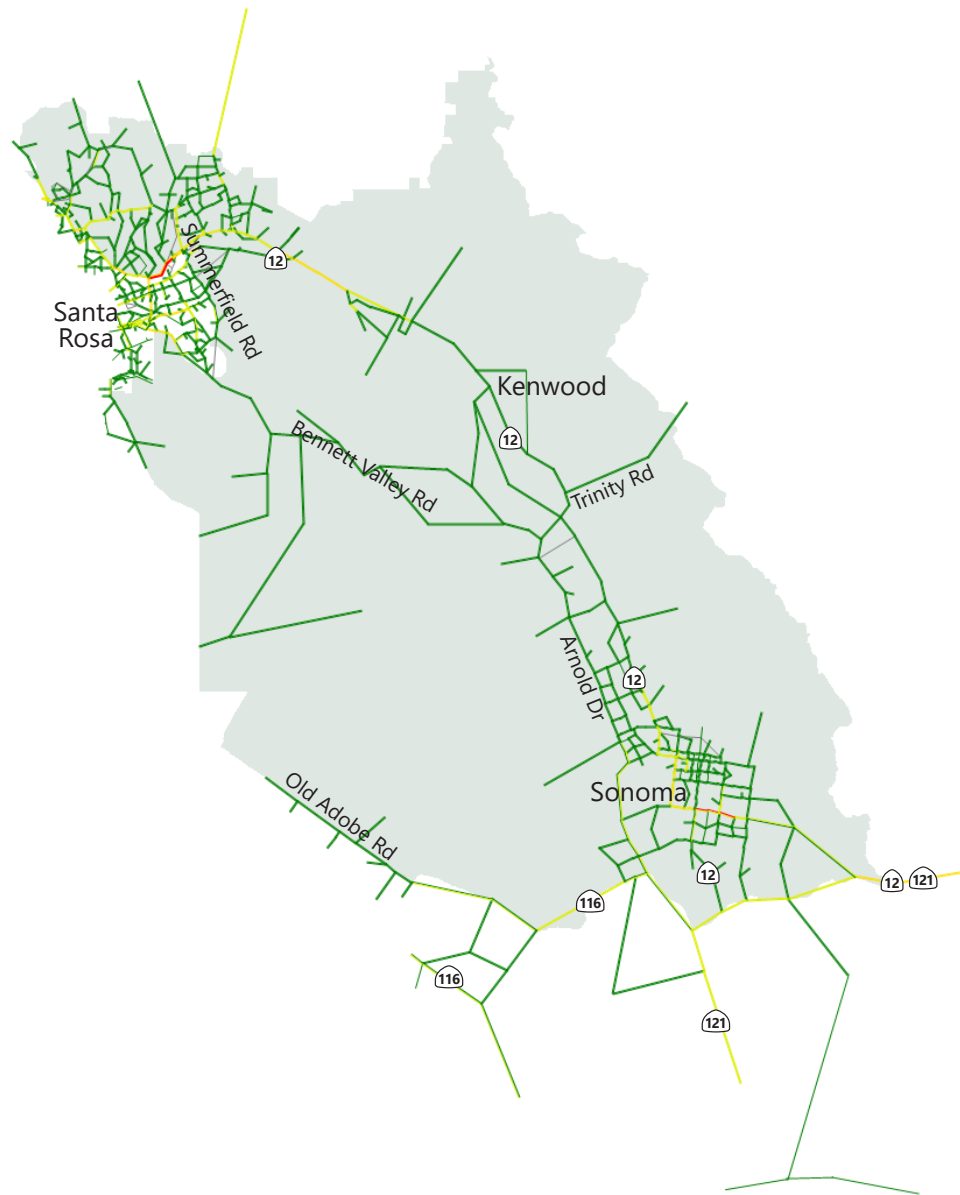 Summerfield Rd
12
Santa
Rosa
Kenwood
12
Bennett Valley Rd
Trinity Rd
Arnold Dr
12
Sonoma
Old Adobe Rd
12
12
121
116
116
121